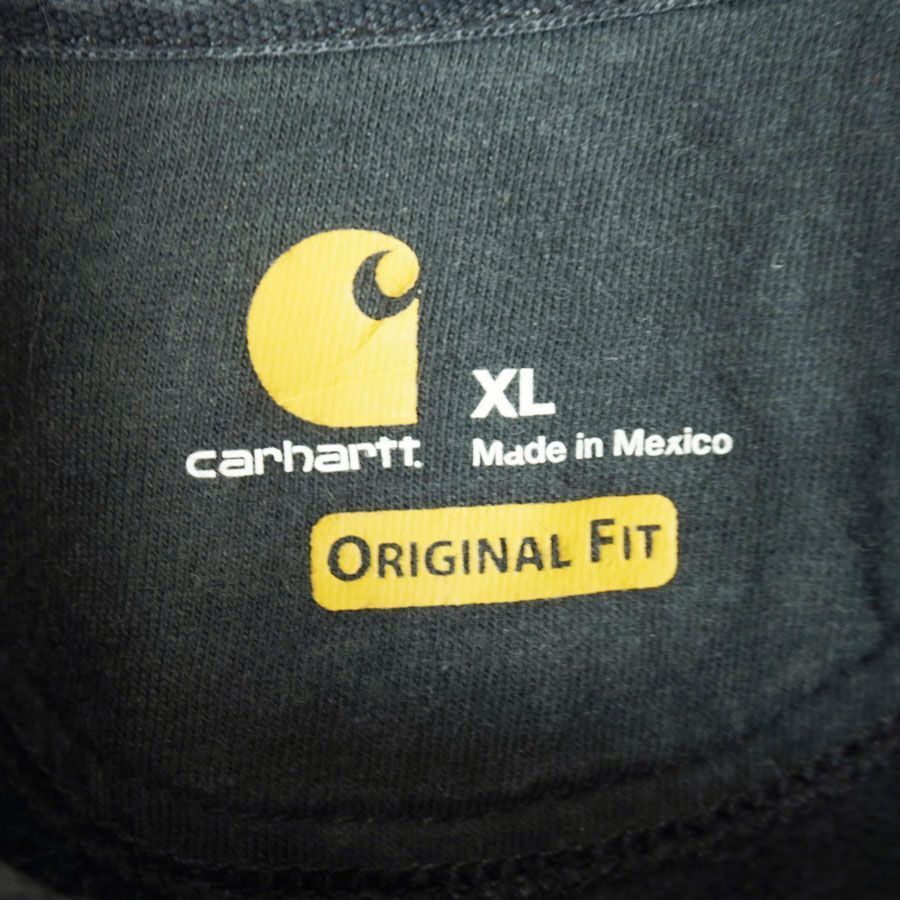 carhartt.
XL
Made in Mexico
ORIGINAL FIT